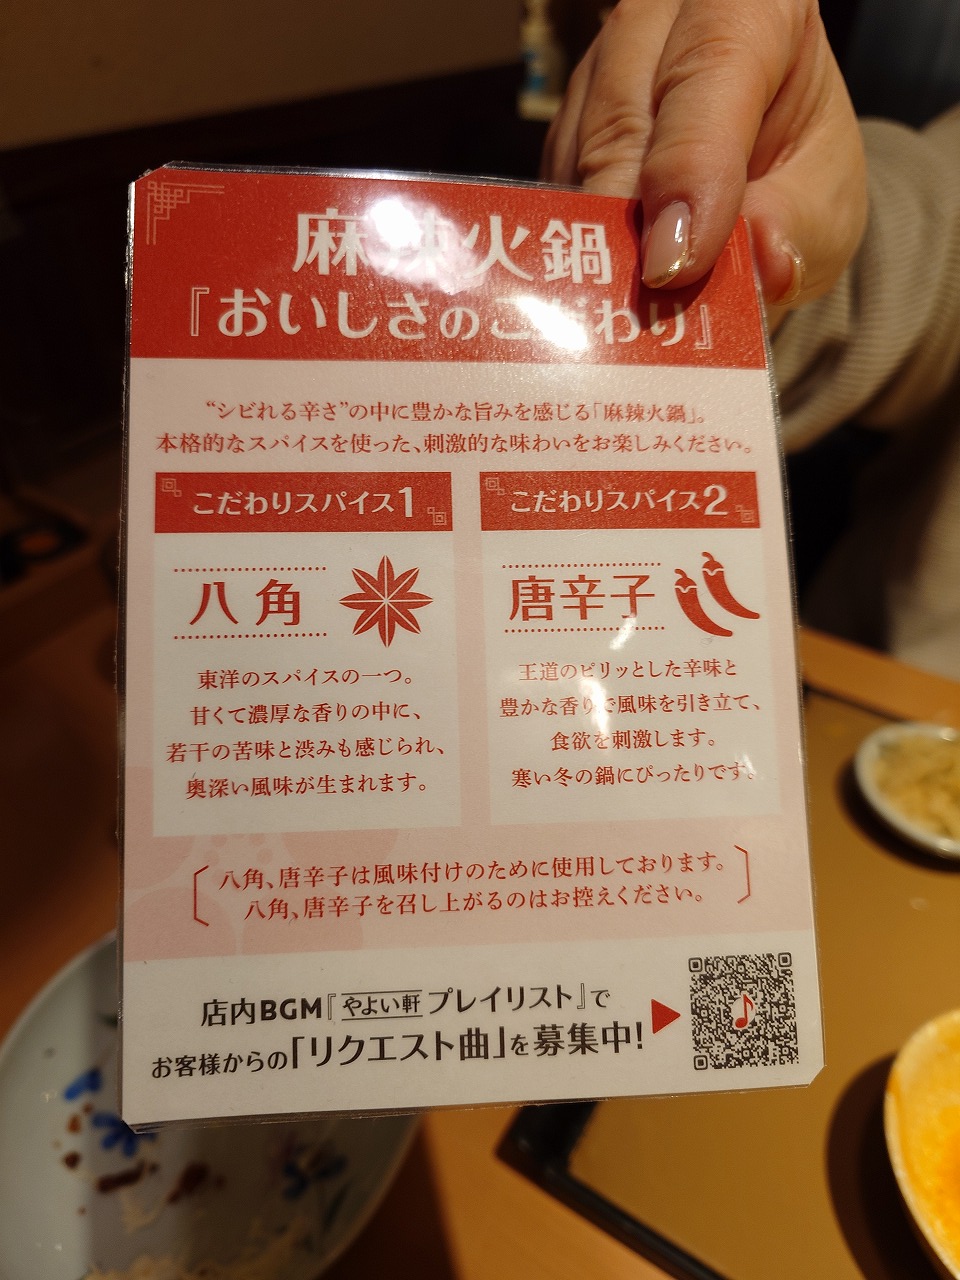 麻辣火鍋
『おいしさのこだわり』
“シビれる辛さ”の中に豊かな旨みを感じる「麻辣火鍋」。
本格的なスパイスを使った、刺激的な味わいをお楽しみください。
こだわりスパイス1
八角
東洋のスパイスの一つ。
甘くて濃厚な香りの中に、
若干の苦味と渋みも感じられ、
奥深い風味が生まれます。
こだわりスパイス2
唐辛子
王道のピリッとした辛味と
豊かな香りで風味を引き立て、
食欲を刺激します。
寒い冬の鍋にぴったりです。
八角、唐辛子は風味付けのために使用しております。
八角、唐辛子を召し上がるのはお控えください。
店内BGM『やよい軒 プレイリスト』で
お客様からの「リクエスト曲」を募集中!